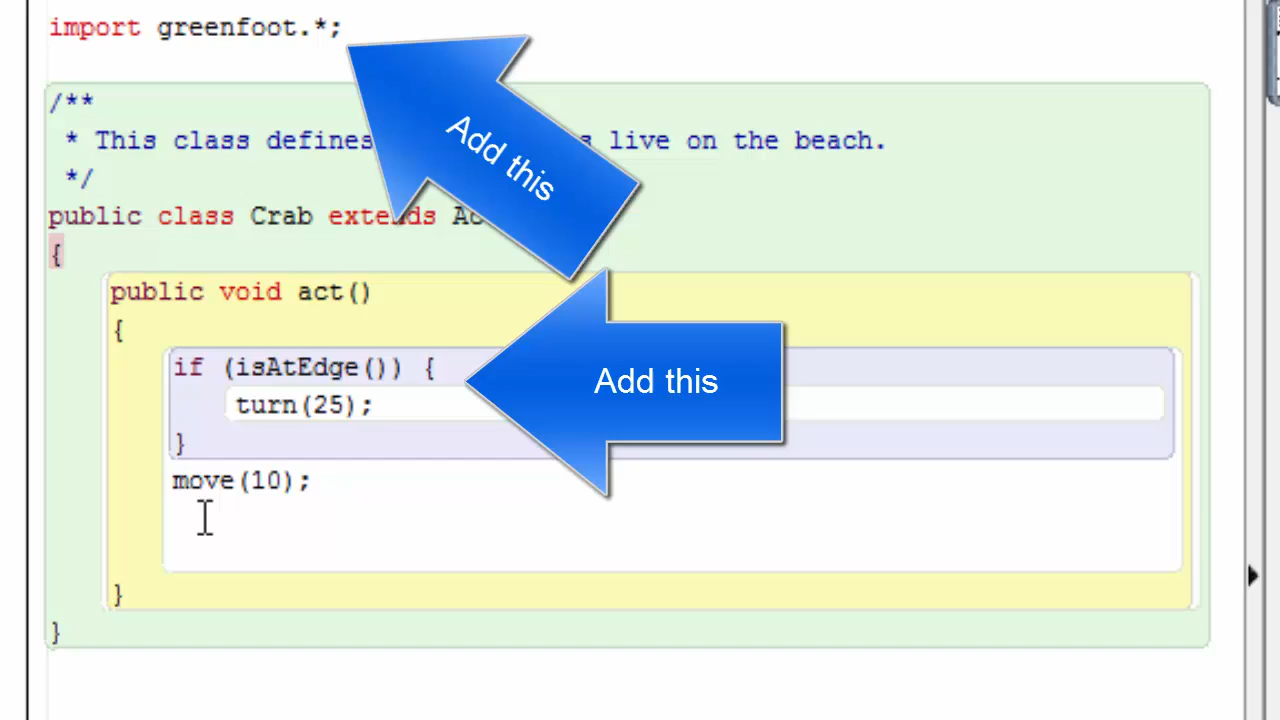 import greenfoot.*;
Add this
/**
* This class defines s live on the beach.
*/
public class Crab extends
{
public void act()
{
if (isAtEdge()) {
Add this
turn(25);
}
move(10);
}
}